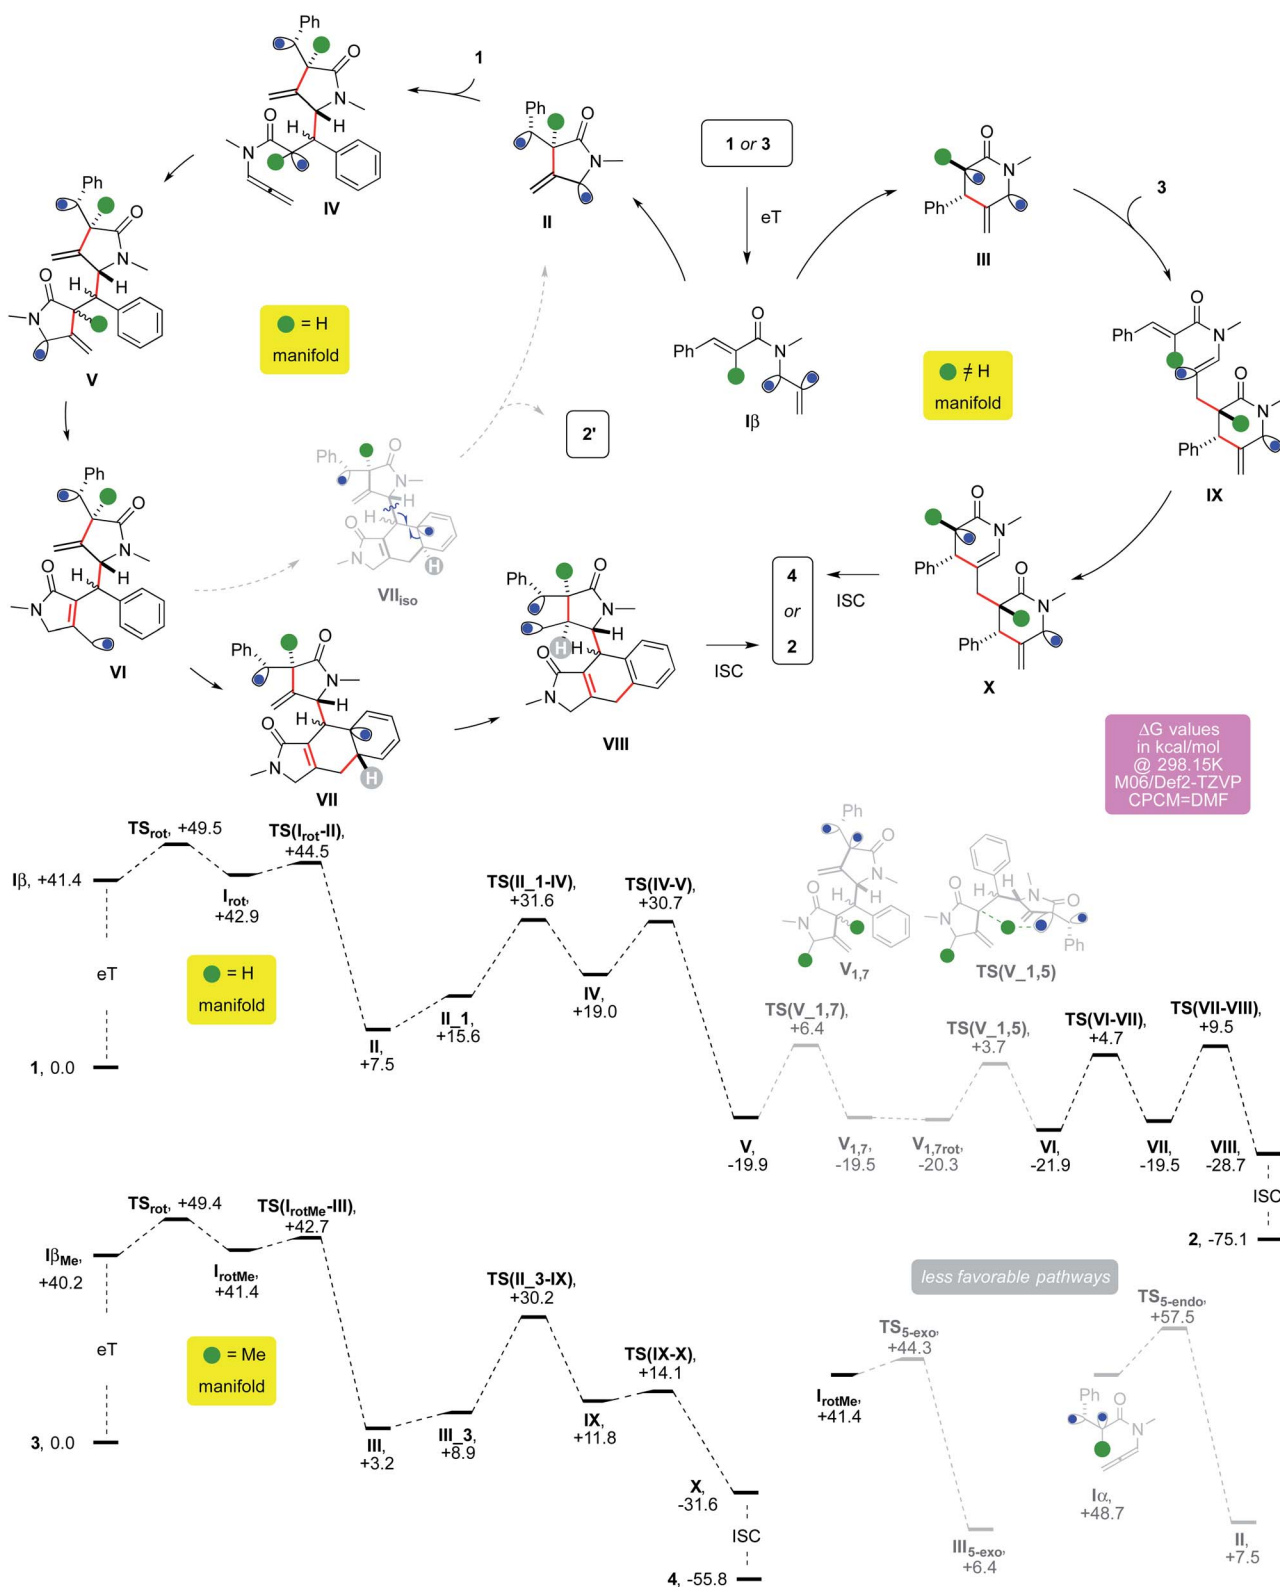 Ph
O
N
H
H
O
N
IV
1
Ph
O
N
II
1 or 3
eT
O
N
Ph
III
3
Ph
O
N
H
H
O
N
V
= H
manifold
Ph
O
N
Iβ
≠ H
manifold
O
Ph
N
O
N
Ph
IX
2'
Ph
O
N
H
H
O
N
VI
Ph
O
N
H
H
O
N
H
VIIiso
Ph
O
N
H
H
O
N
H
VII
Ph
O
N
H
H
H
O
N
VIII
ISC
4
or
2
ISC
O
N
Ph
O
N
Ph
X
ΔG values
in kcal/mol
@ 298.15K
M06/Def2-TZVP
CPCM=DMF
TSrot, +49.5
TS(Irot-II),
+44.5
Iβ, +41.4
Irot,
+42.9
eT
= H
manifold
1, 0.0
II,
+7.5
II_1,
+15.6
TS(II_1-IV),
+31.6
IV,
+19.0
TS(IV-V),
+30.7
Ph
O
N
H
H
O
N
V1,7
N
O
H
H
N
O
Ph
TS(V_1,5)
V,
-19.9
TS(V_1,7),
+6.4
V1,7,
-19.5
V1,7rot,
-20.3
TS(V_1,5),
+3.7
VI,
-21.9
TS(VI-VII),
+4.7
VII,
-19.5
TS(VII-VIII),
+9.5
VIII,
-28.7
ISC
2, -75.1
TSrot, +49.4
TS(IrotMe-III),
+42.7
IβMe,
+40.2
IrotMe,
+41.4
eT
= Me
manifold
3, 0.0
III,
+3.2
III_3,
+8.9
TS(II_3-IX),
+30.2
IX,
+11.8
TS(IX-X),
+14.1
X,
-31.6
ISC
4, -55.8
less favorable pathways
TS5-exo,
+44.3
IrotMe,
+41.4
III5-exo,
+6.4
TS5-endo,
+57.5
Ph
O
N
Iα,
+48.7
II,
+7.5